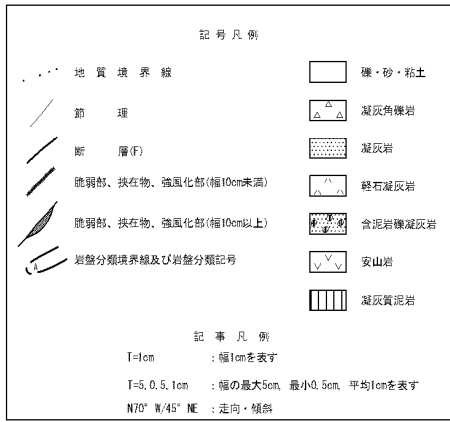 記号凡例
地質境界線
節理
断層(F)
脆弱部、挟在物、強風化部(幅10cm未満)
脆弱部、挟在物、強風化部(幅10cm以上)
A
岩盤分類境界線及び岩盤分類記号
礫・砂・粘土
凝灰角礫岩
凝灰岩
軽石凝灰岩
含泥岩礫凝灰岩
安山岩
凝灰質泥岩
記事凡例
T=1cm :幅1cmを表す
T=5,0.5,1cm :幅の最大5cm, 最小0.5cm, 平均1cmを表す
N70° W/45° NE :走向・傾斜